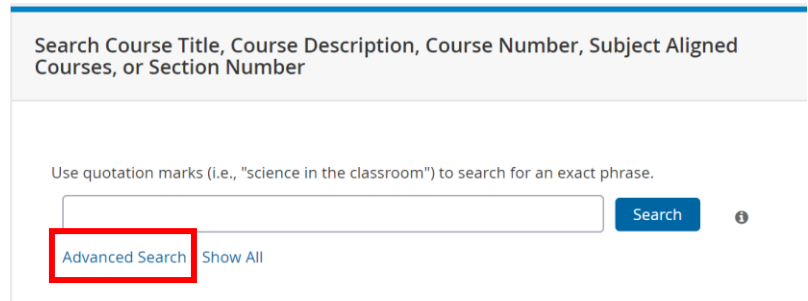 Search Course Title, Course Description, Course Number, Subject Aligned
Courses, or Section Number
Use quotation marks (i.e., "science in the classroom") to search for an exact phrase.
Search
Advanced Search Show All